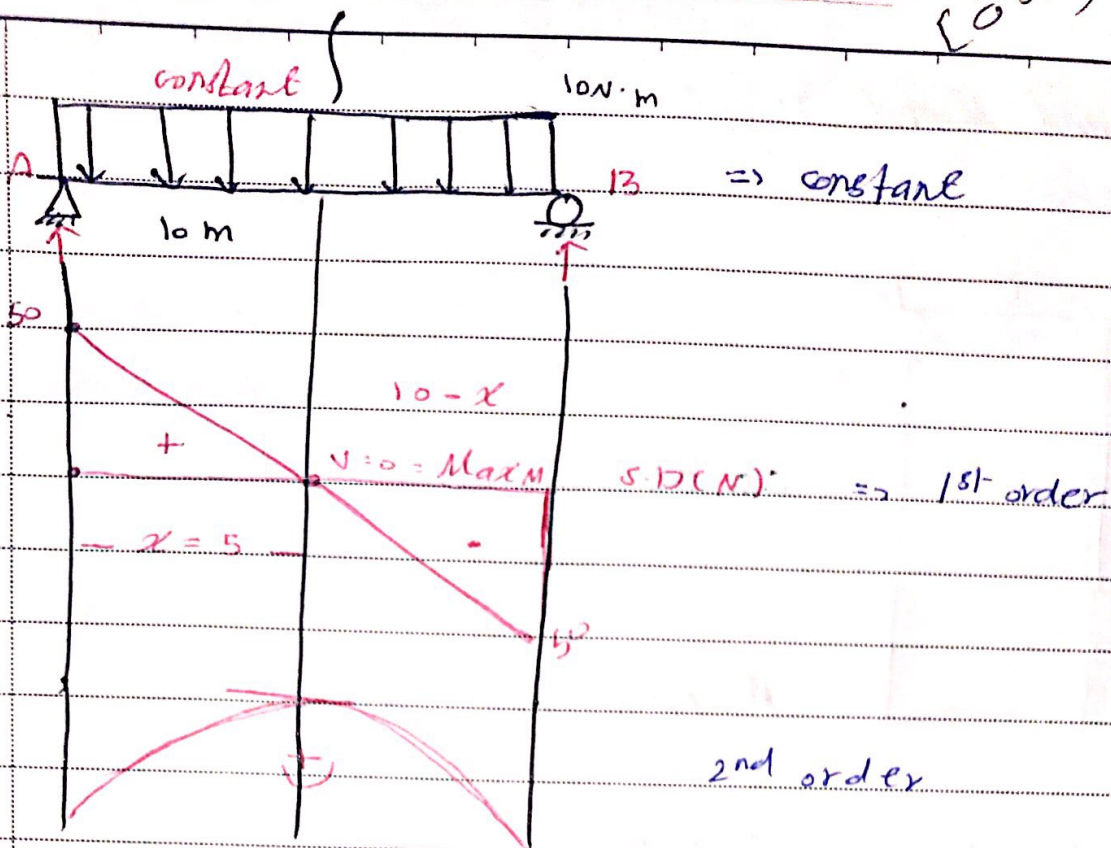 constant
10N.m
A
B => constant
10 m
50
10 - x
+
V=0 = Max M
S.D(N) => 1st order
x = 5
-
50
+
2nd order